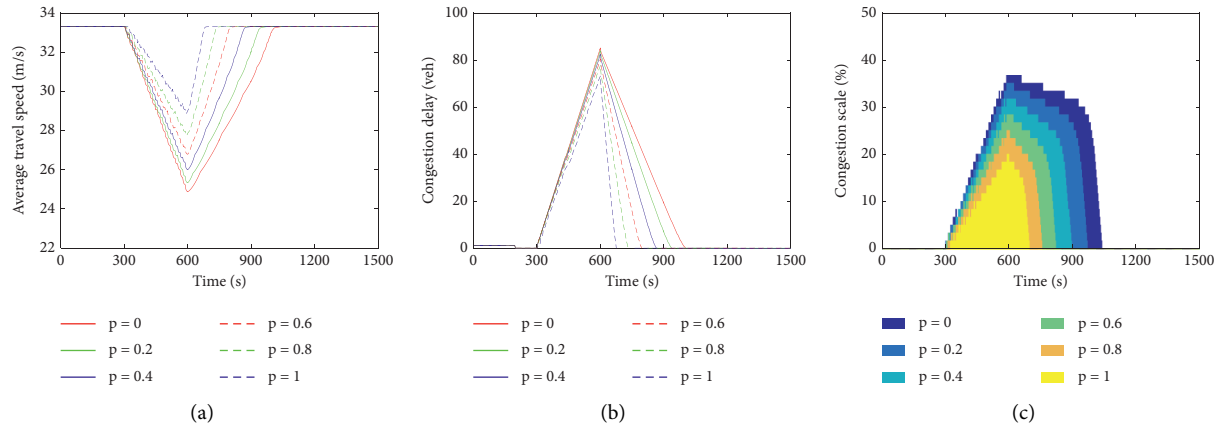 34
32
30
28
26
24
22
Average travel speed (m/s)
0 300 600 900 1200 1500
Time (s)
p = 0 p = 0.6
p = 0.2 p = 0.8
p = 0.4 p = 1
(a)
100
80
60
40
20
0
Congestion delay (veh)
0 300 600 900 1200 1500
Time (s)
p = 0 p = 0.6
p = 0.2 p = 0.8
p = 0.4 p = 1
(b)
50
40
30
20
10
0
Congestion scale (%)
0 300 600 900 1200 1500
Time (s)
p = 0 p = 0.6
p = 0.2 p = 0.8
p = 0.4 p = 1
(c)